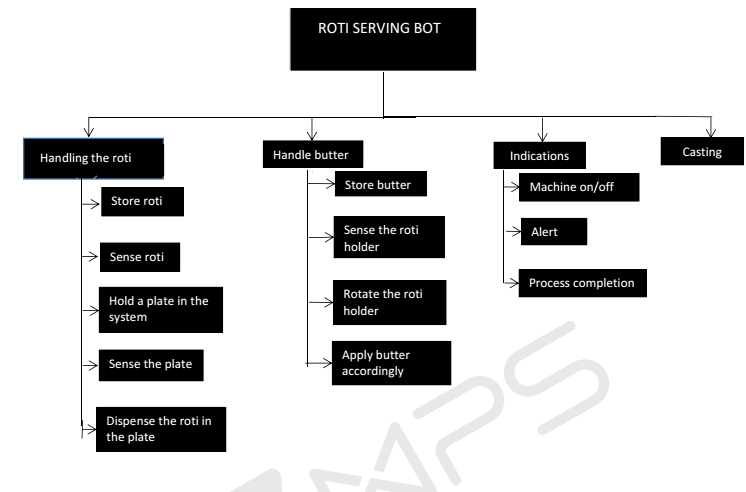 ROTI SERVING BOT
Handling the roti
Handle butter
Indications
Casting
Store roti
Sense roti
Hold a plate in the
system
Sense the plate
Dispense the roti in
the plate
Store butter
Sense the roti
holder
Rotate the roti
holder
Apply butter
accordingly
Machine on/off
Alert
Process completion